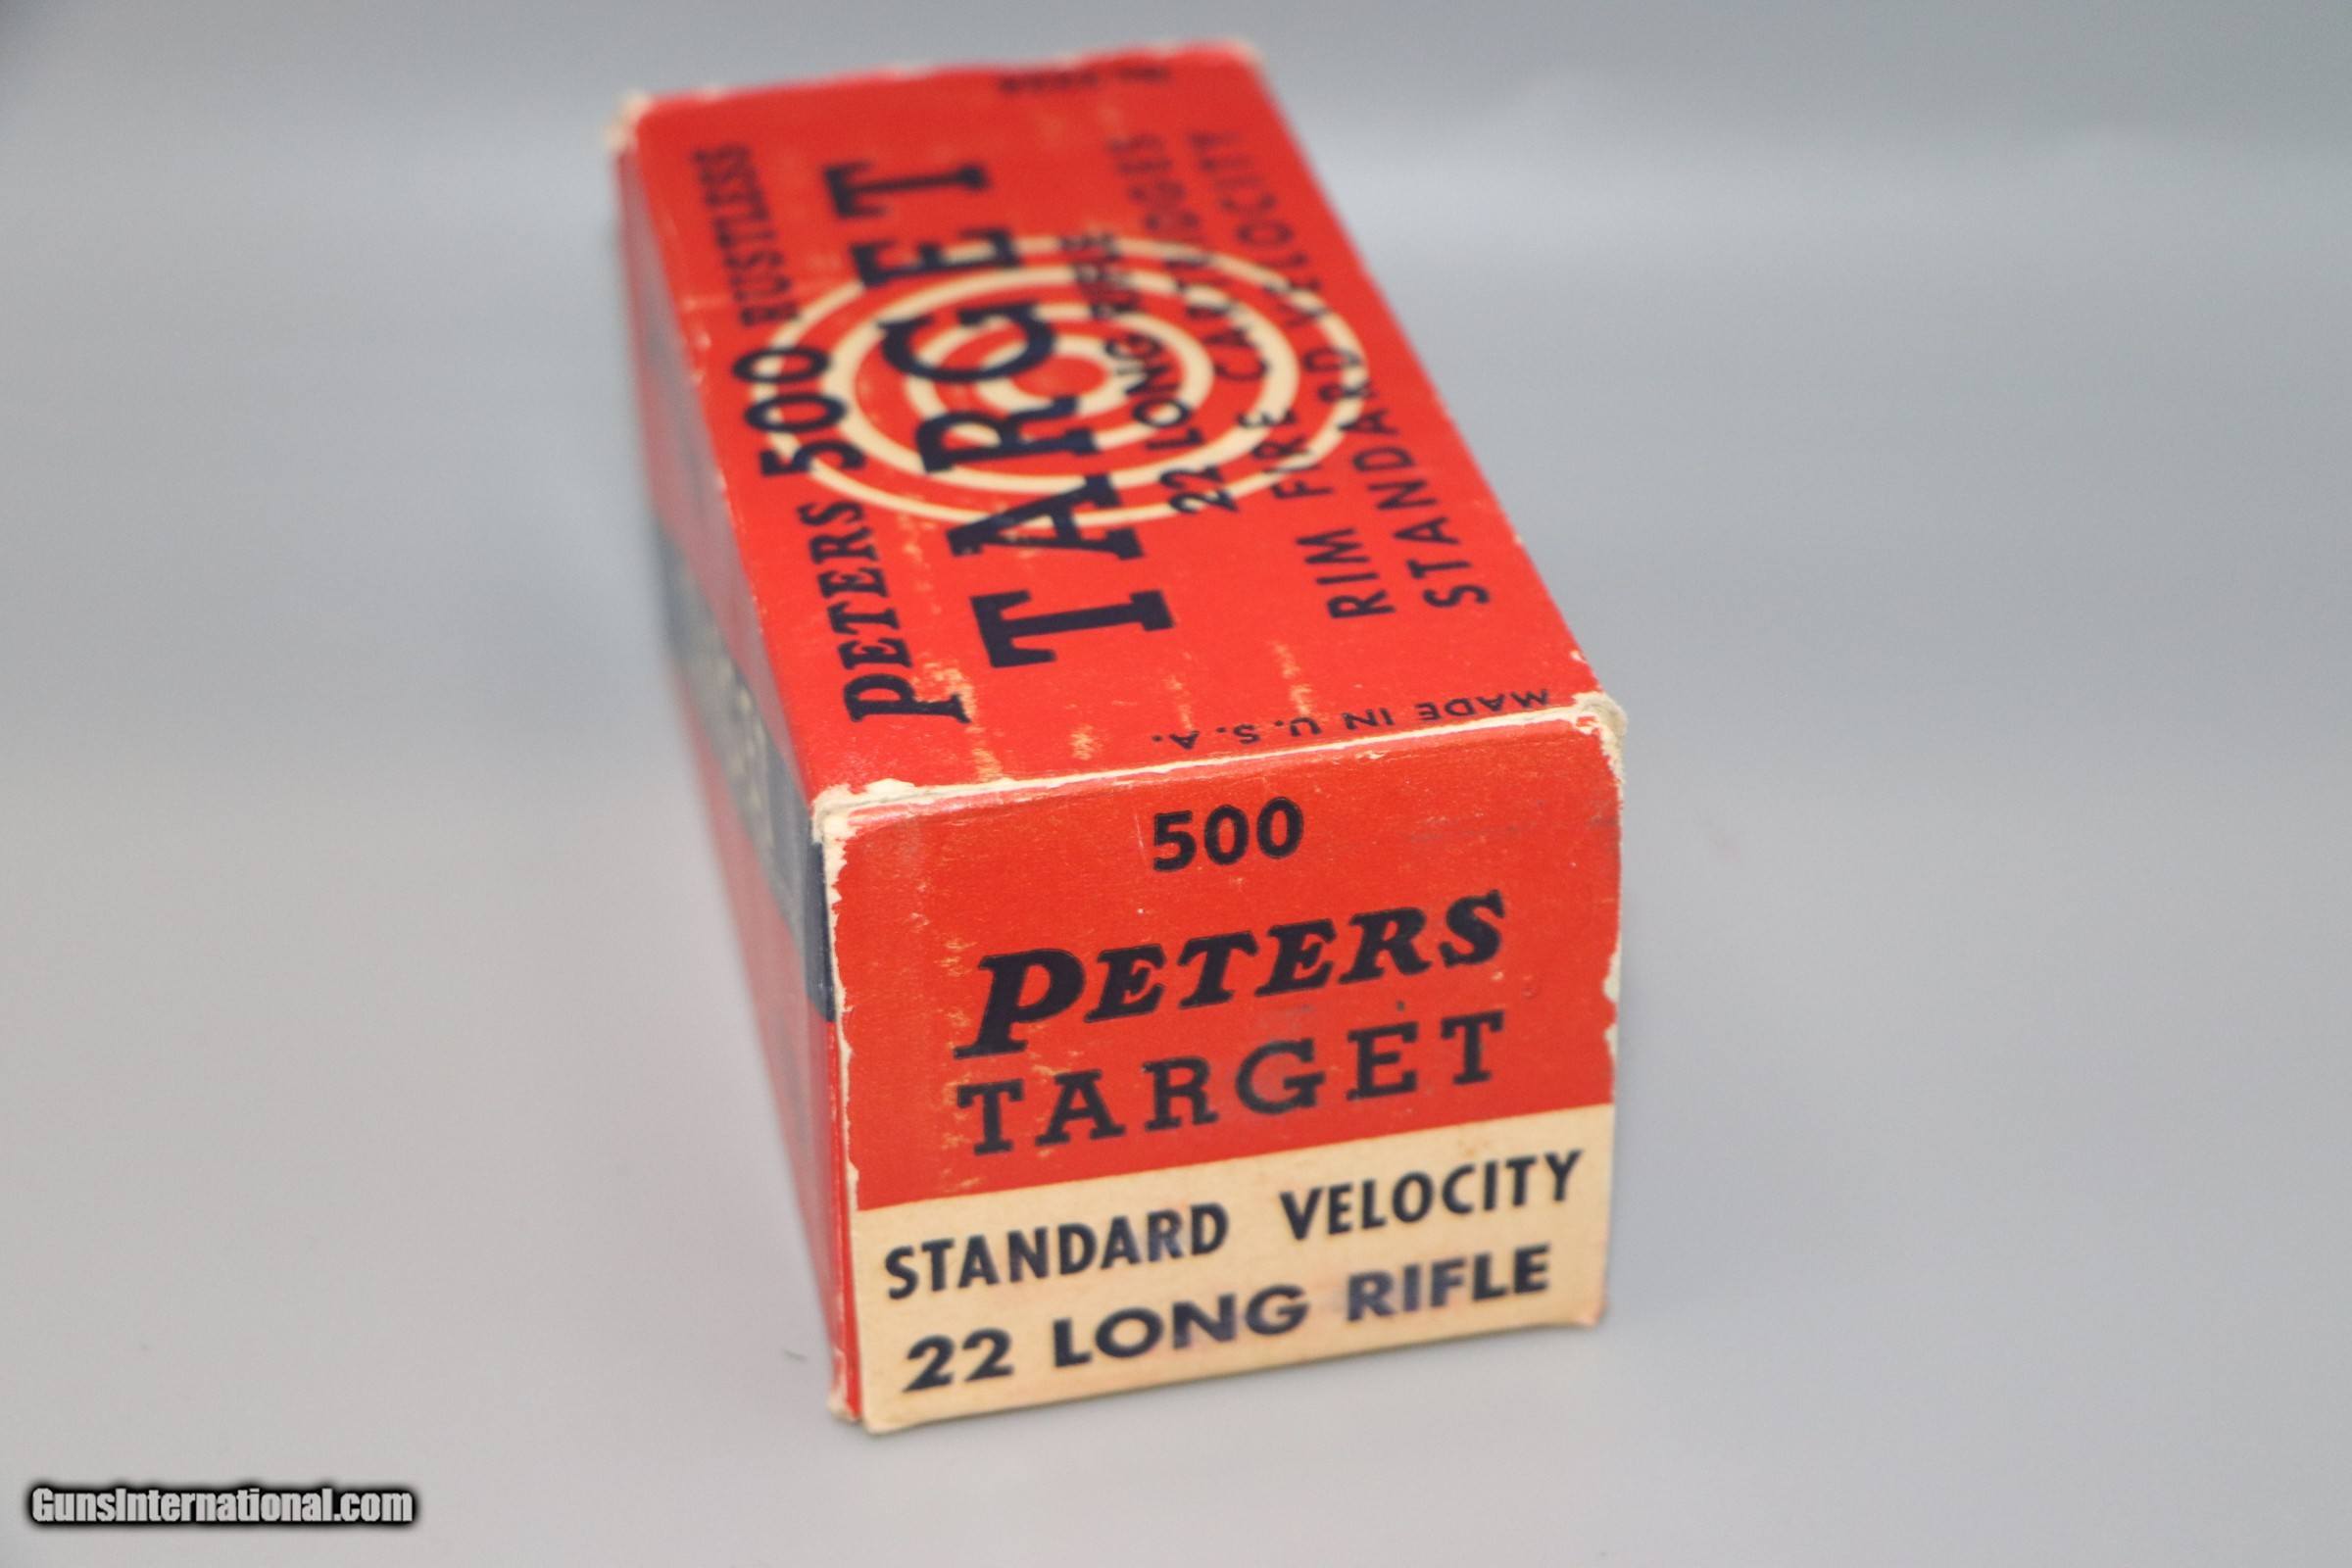 PETERS 500 RUSTLESS
TARGET
22 LONG RIFLE
RIM FIRE CARTRIDGES
STANDARD VELOCITY
MADE IN U.S.A.
500
PETERS
TARGET
STANDARD VELOCITY
22 LONG RIFLE
GunsInternational.com